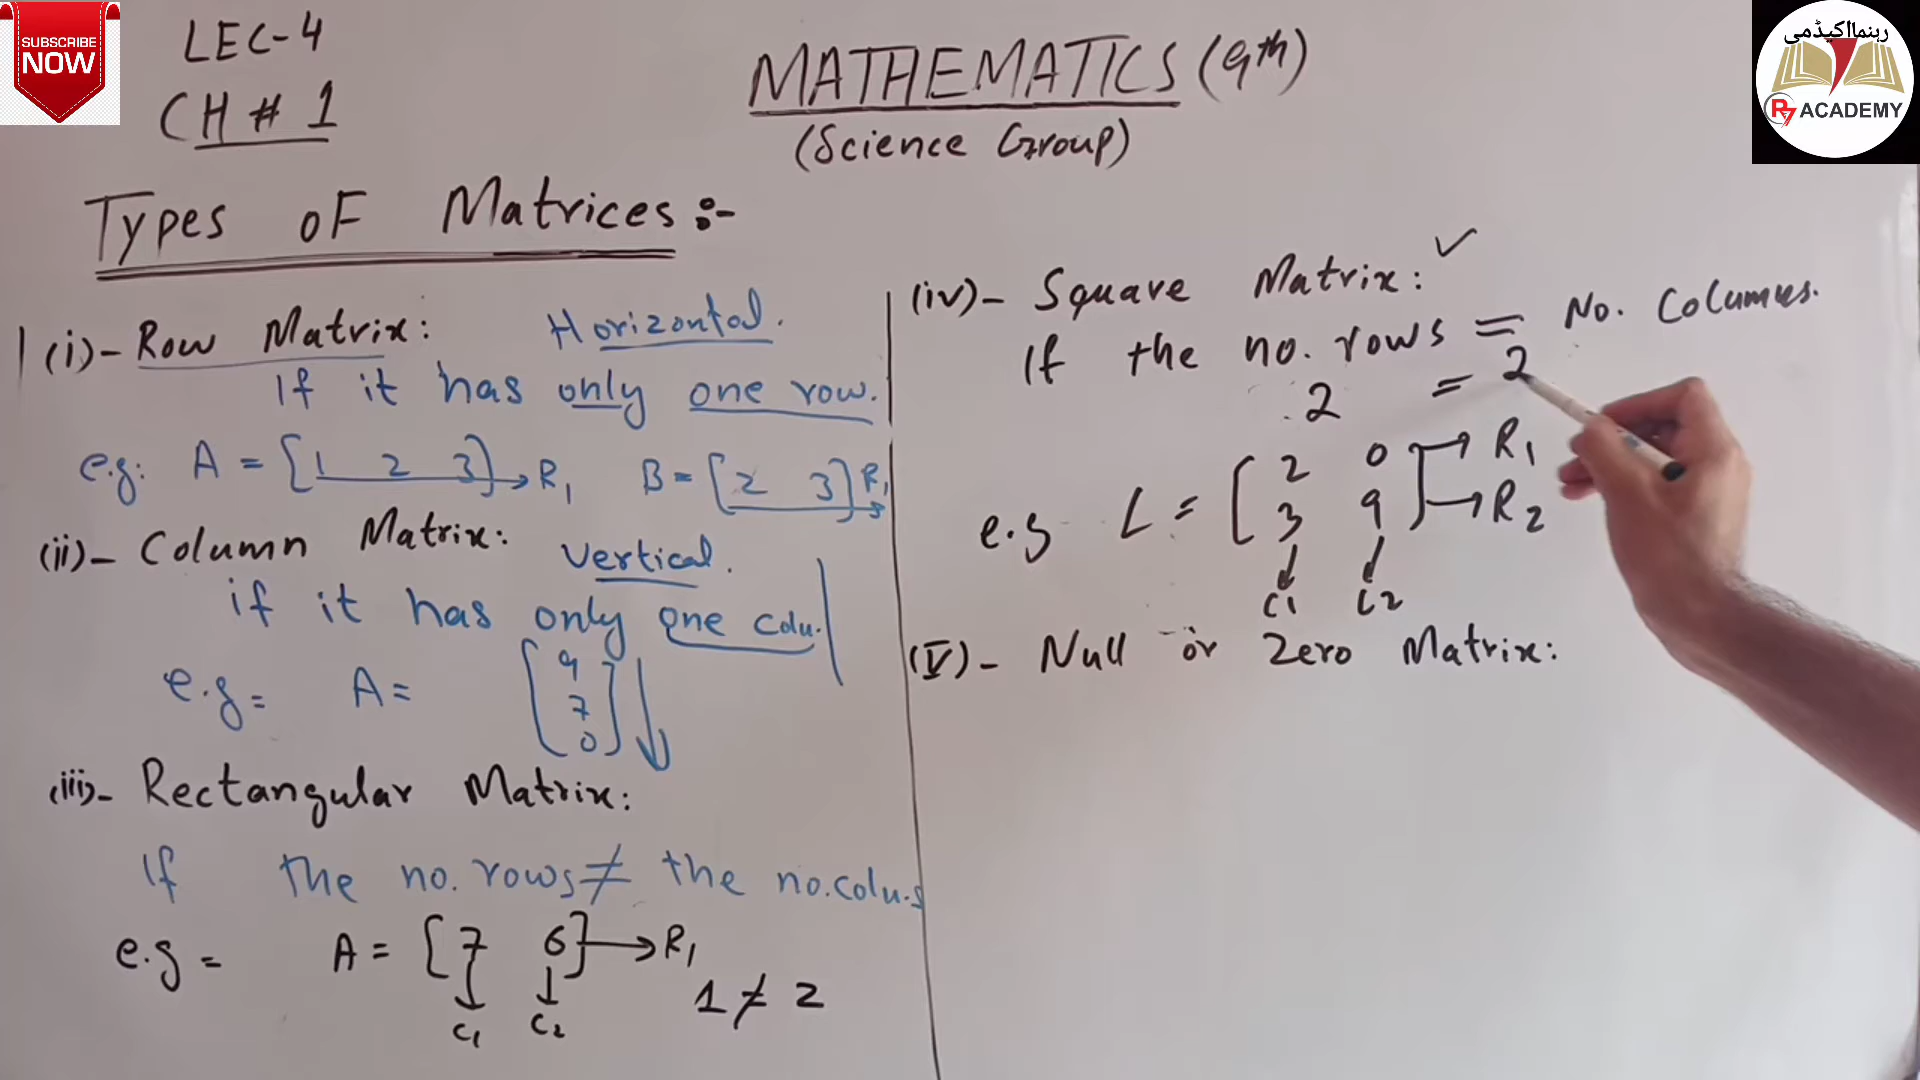 SUBSCRIBE
NOW
LEC-4
CH # 1
MATHEMATICS (9th)
(Science Group)
رہنما اکیڈمی
R7 ACADEMY
Types of Matrices:-
(i)- Row Matrix: Horizontal.
If it has only one row.
e.g: A = [1 2 3] → R1 B = [2 3] R1
(ii)- Column Matrix: Vertical.
if it has only one colu.
e.g = A =
9
7
0
(iii)- Rectangular Matrix:
If the no. rows ≠ the no.colu.s
e.g = A = [7 6] → R1
C1 C2
1 ≠ 2
(iv)- Square Matrix: ✓
If the no. rows = No. Columns.
2 = 2
2 0 → R1
e.g L =
3 9 → R2
C1 C2
(V)- Null or Zero Matrix: